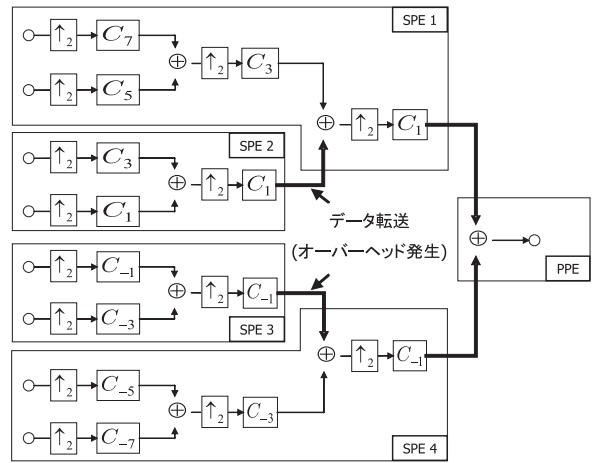 SPE 1
↑2 C7
⊕ ↑2 C3
↑2 C5
⊕ ↑2 C1
SPE 2
↑2 C3
⊕ ↑2 C1
↑2 C1
データ転送
(オーバーヘッド発生)
⊕
PPE
↑2 C−1
⊕ ↑2 C−1
↑2 C−3
SPE 3
⊕ ↑2 C−1
↑2 C−5
⊕ ↑2 C−3
↑2 C−7
SPE 4